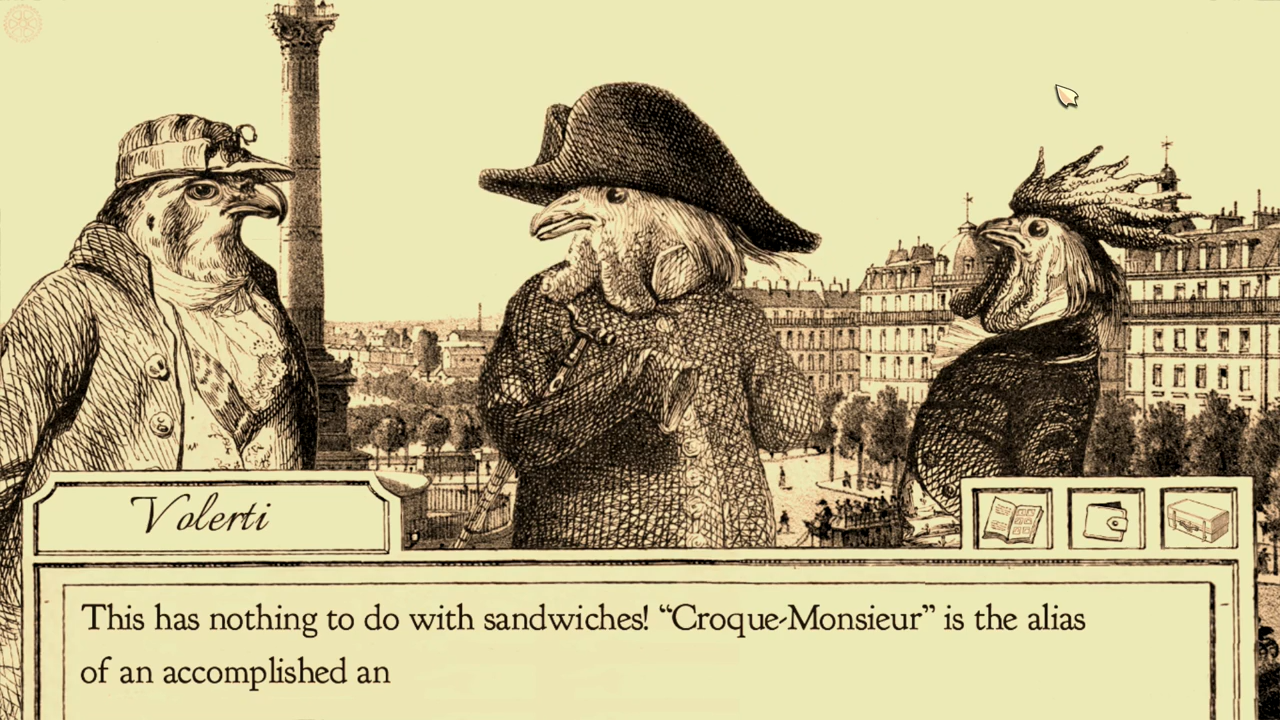 Volerti
This has nothing to do with sandwiches! “Croque-Monsieur” is the alias
of an accomplished an